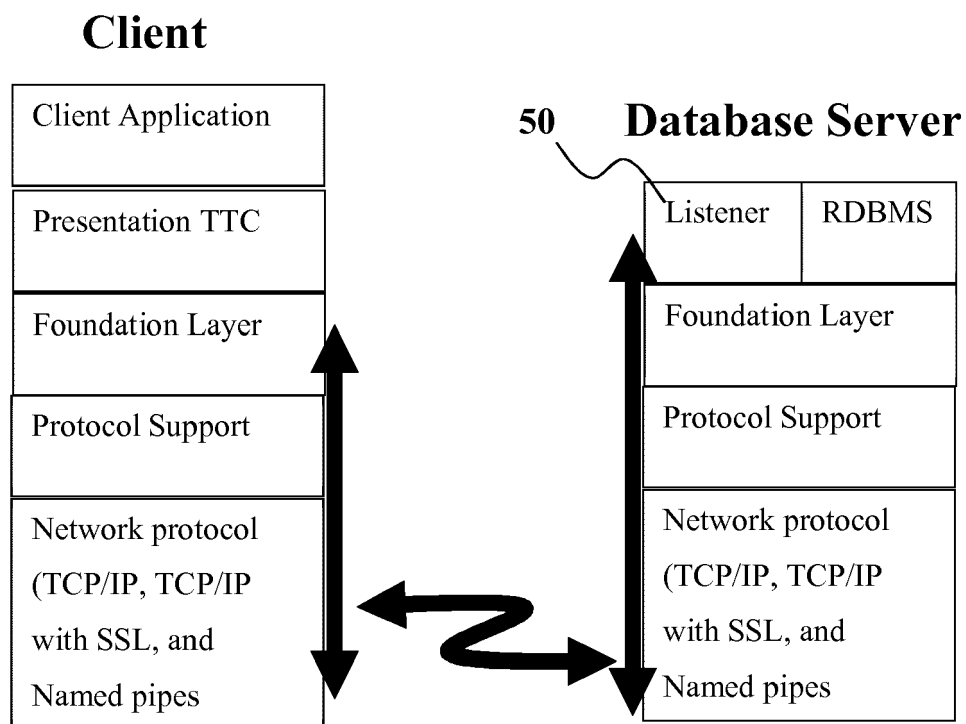 Client
Client Application
Presentation TTC
Foundation Layer
Protocol Support
Network protocol
(TCP/IP, TCP/IP
with SSL, and
Named pipes
50
Database Server
Listener
RDBMS
Foundation Layer
Protocol Support
Network protocol
(TCP/IP, TCP/IP
with SSL, and
Named pipes